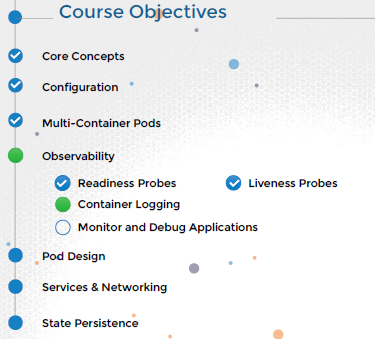 Course Objectives
Core Concepts
Configuration
Multi-Container Pods
Observability
Readiness Probes Liveness Probes
Container Logging
Monitor and Debug Applications
Pod Design
Services & Networking
State Persistence